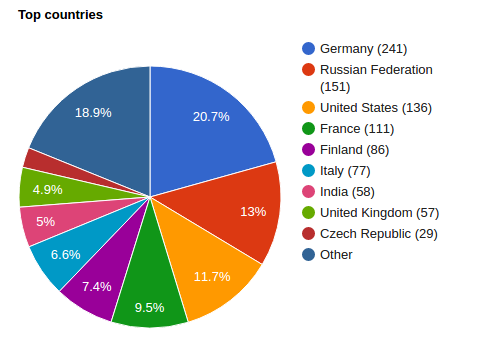 Top countries
Germany (241)
Russian Federation
(151)
United States (136)
France (111)
Finland (86)
Italy (77)
India (58)
United Kingdom (57)
Czech Republic (29)
Other
20.7%
13%
11.7%
9.5%
7.4%
6.6%
5%
4.9%
18.9%